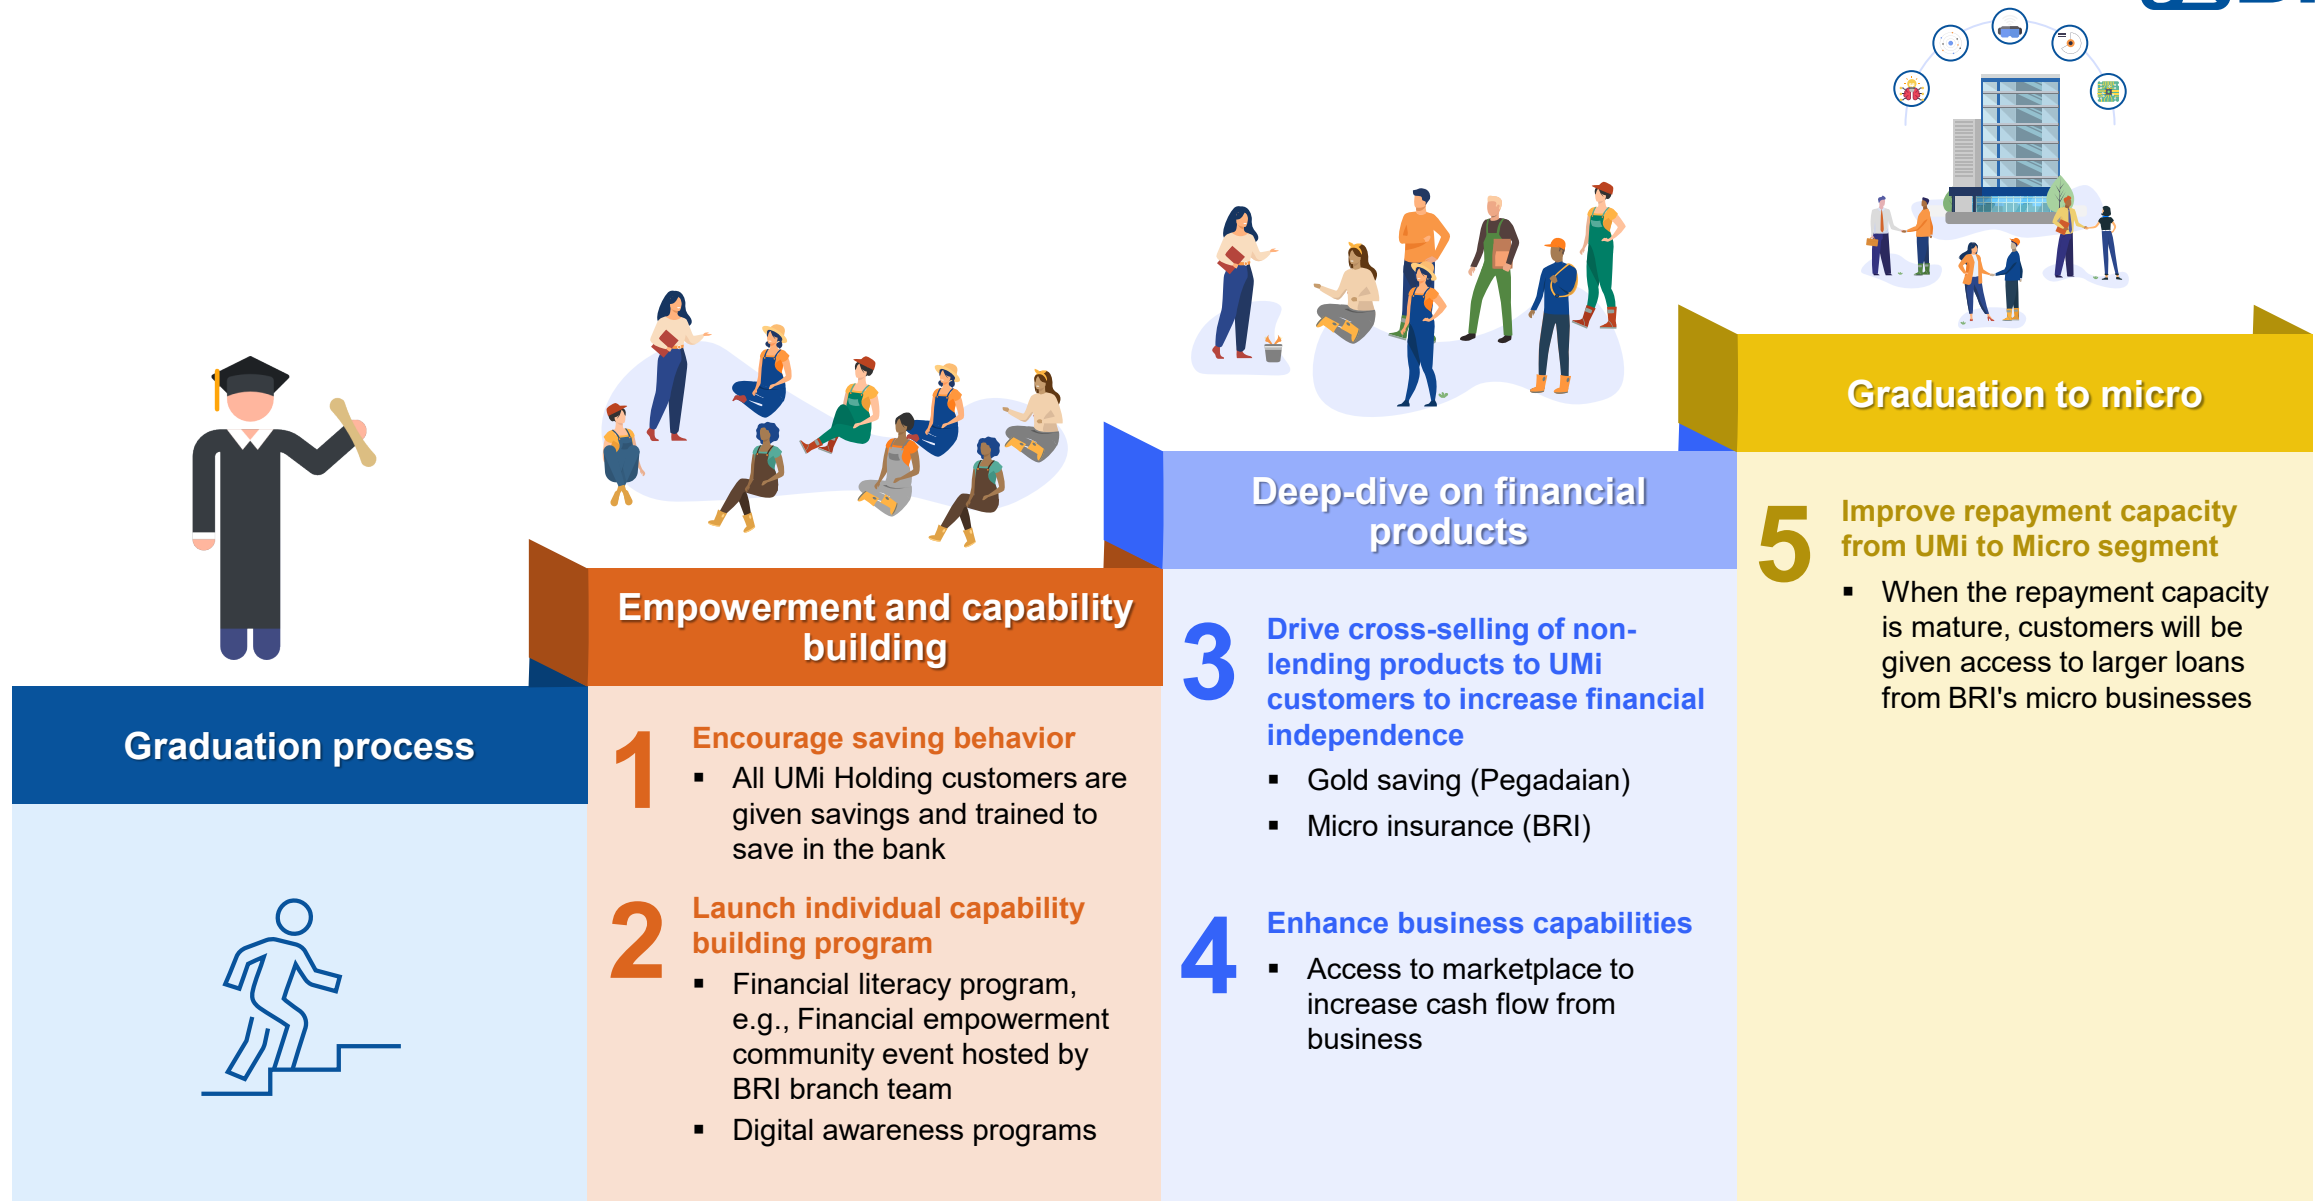 Graduation process
Empowerment and capability
building
1
Encourage saving behavior
▪ All UMi Holding customers are
given savings and trained to
save in the bank
2
Launch individual capability
building program
▪ Financial literacy program,
e.g., Financial empowerment
community event hosted by
BRI branch team
▪ Digital awareness programs
Deep-dive on financial
products
3
Drive cross-selling of non-
lending products to UMi
customers to increase financial
independence
▪ Gold saving (Pegadaian)
▪ Micro insurance (BRI)
4
Enhance business capabilities
▪ Access to marketplace to
increase cash flow from
business
Graduation to micro
5
Improve repayment capacity
from UMi to Micro segment
▪ When the repayment capacity
is mature, customers will be
given access to larger loans
from BRI's micro businesses